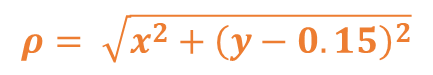 ρ = √(x² + (y − 0.15)²)